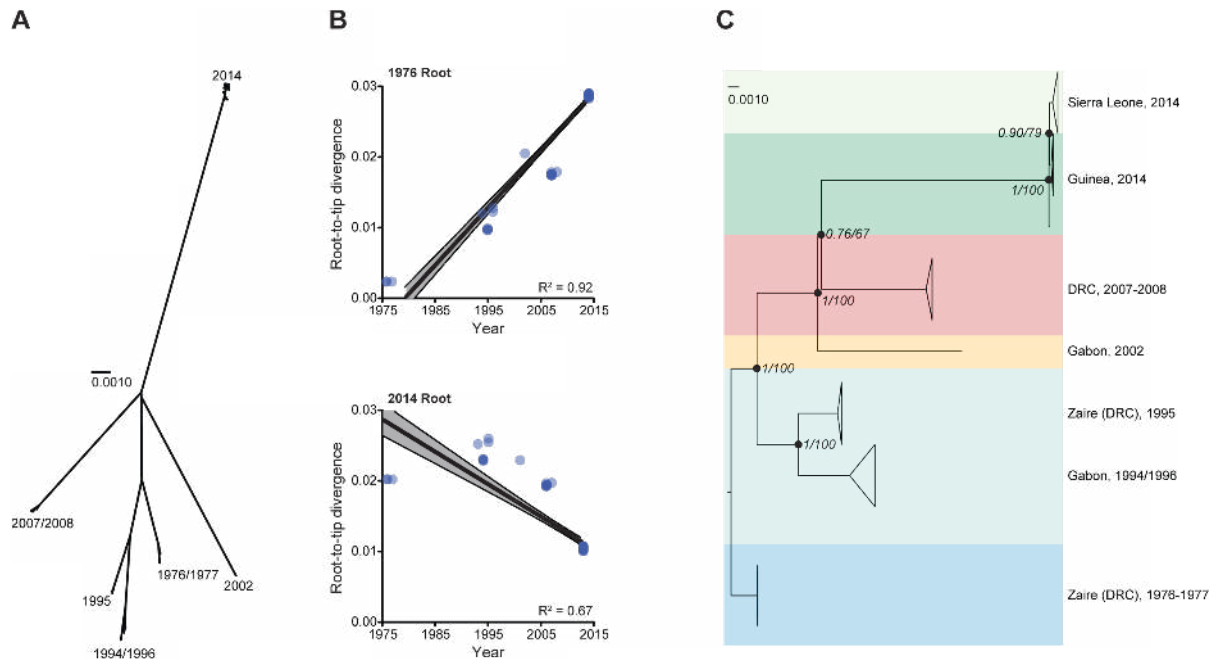 A
2014
0.0010
2007/2008
1976/1977
2002
1995
1994/1996
B
1976 Root
0.03
0.02
0.01
0.00
Root-to-tip divergence
R² = 0.92
1975 1985 1995 2005 2015
Year
2014 Root
0.03
0.02
0.01
0.00
Root-to-tip divergence
R² = 0.67
1975 1985 1995 2005 2015
Year
C
0.0010
Sierra Leone, 2014
0.90/79
Guinea, 2014
1/100
0.76/67
DRC, 2007-2008
1/100
Gabon, 2002
1/100
Zaire (DRC), 1995
1/100
Gabon, 1994/1996
Zaire (DRC), 1976-1977